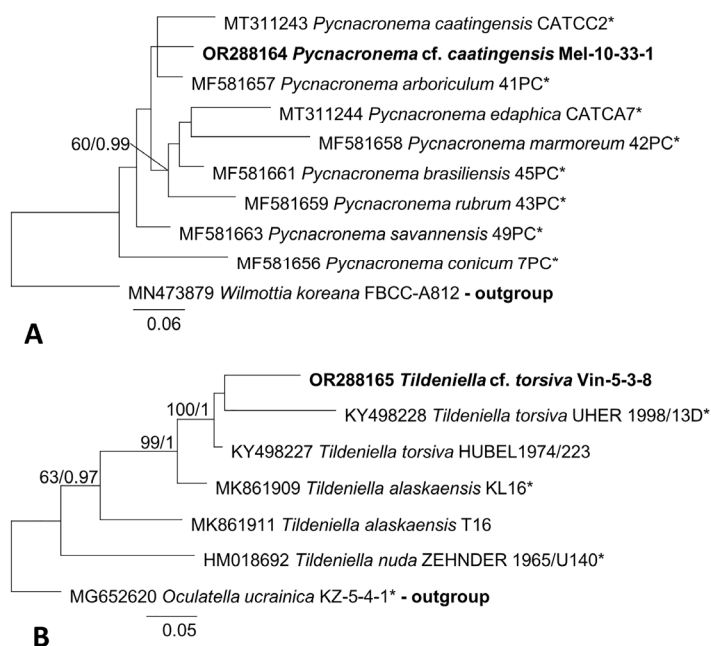 MT311243 Pycnacronema caatingensis CATCC2*
OR288164 Pycnacronema cf. caatingensis Mel-10-33-1
MF581657 Pycnacronema arboriculum 41PC*
MT311244 Pycnacronema edaphica CATCA7*
60/0.99
MF581658 Pycnacronema marmoreum 42PC*
MF581661 Pycnacronema brasiliensis 45PC*
MF581659 Pycnacronema rubrum 43PC*
MF581663 Pycnacronema savannensis 49PC*
MF581656 Pycnacronema conicum 7PC*
MN473879 Wilmottia koreana FBCC-A812 - outgroup
0.06
A
OR288165 Tildeniella cf. torsiva Vin-5-3-8
100/1
KY498228 Tildeniella torsiva UHER 1998/13D*
99/1
KY498227 Tildeniella torsiva HUBEL1974/223
63/0.97
MK861909 Tildeniella alaskaensis KL16*
MK861911 Tildeniella alaskaensis T16
HM018692 Tildeniella nuda ZEHNDER 1965/U140*
MG652620 Oculatella ucrainica KZ-5-4-1* - outgroup
0.05
B